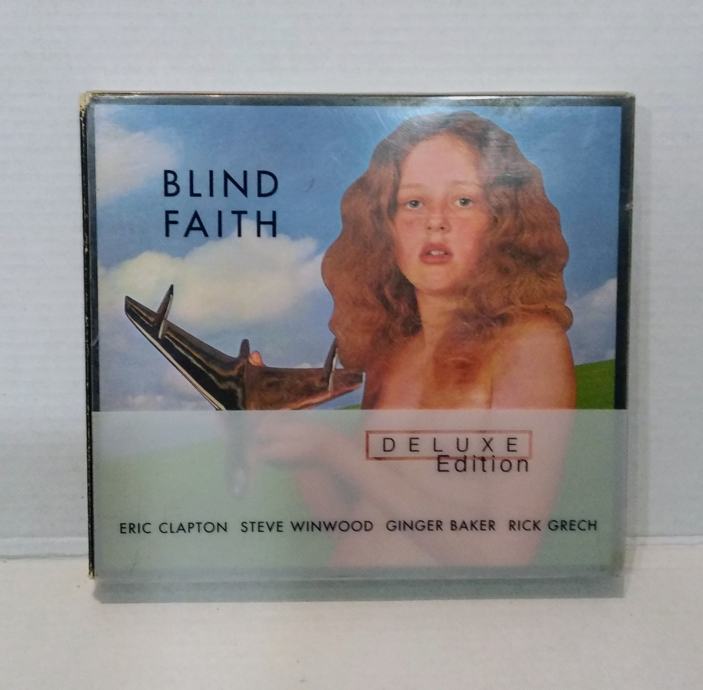 BLIND
FAITH
DELUXE
Edition
ERIC CLAPTON STEVE WINWOOD GINGER BAKER RICK GRECH